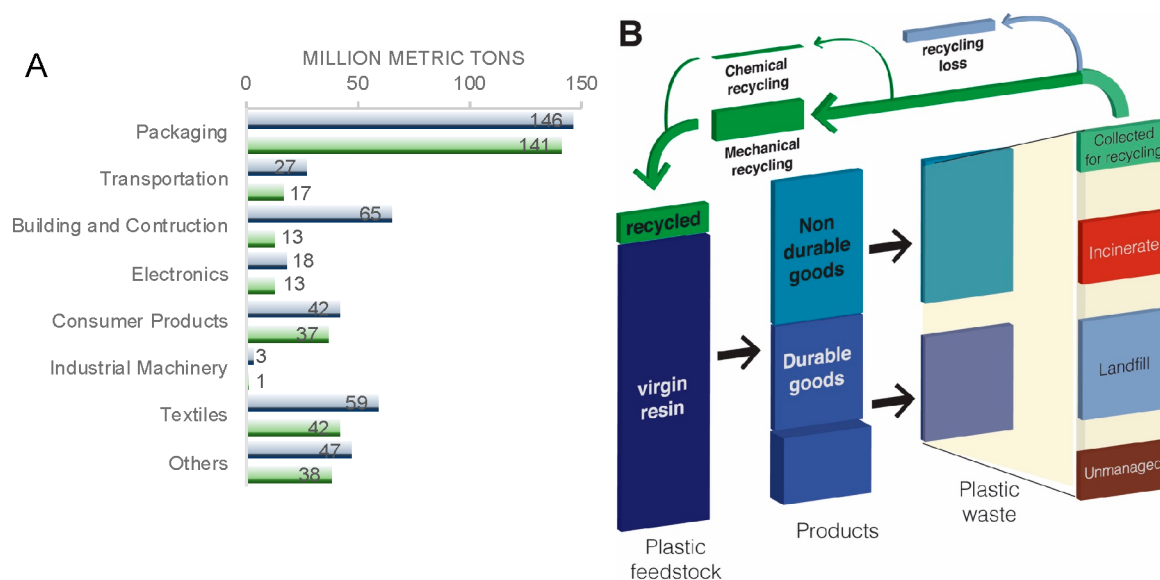 A
MILLION METRIC TONS
0 50 100 150
Packaging
146
141
Transportation
27
17
Building and Contruction
65
13
Electronics
18
13
Consumer Products
42
37
Industrial Machinery
3
1
Textiles
59
42
Others
47
38
B
recycling
loss
Chemical
recycling
Mechanical
recycling
Collected
for recycling
recycled
Non
durable
goods
Incinerate
virgin
resin
Durable
goods
Landfill
Unmanaged
Plastic
feedstock
Products
Plastic
waste